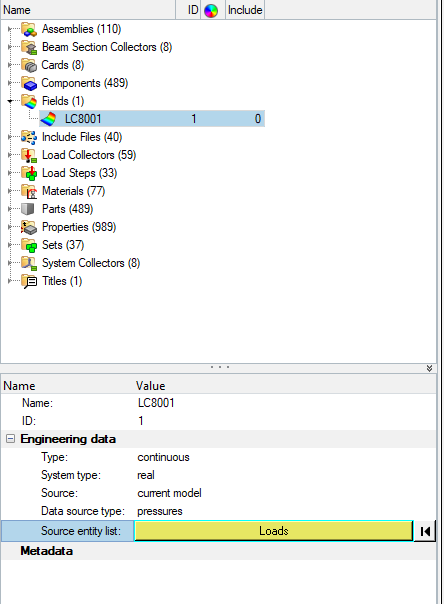 Name ID Include
Assemblies (110)
Beam Section Collectors (8)
Cards (8)
Components (489)
Fields (1)
LC8001 1 0
Include Files (40)
Load Collectors (59)
Load Steps (33)
Materials (77)
Parts (489)
Properties (989)
Sets (37)
System Collectors (8)
Titles (1)
Name Value
Name: LC8001
ID: 1
Engineering data
Type: continuous
System type: real
Source: current model
Data source type: pressures
Source entity list: Loads
Metadata